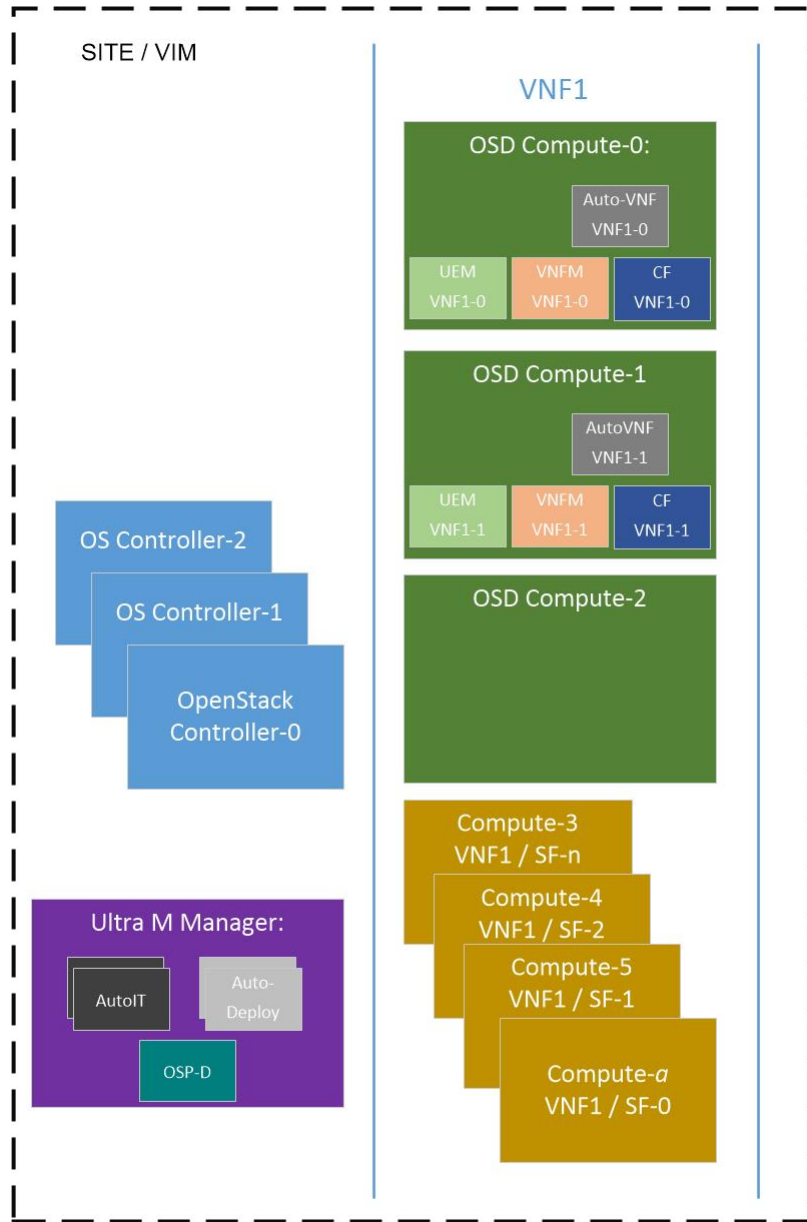 SITE / VIM
VNF1
OSD Compute-0:
Auto-VNF
VNF1-0
UEM
VNF1-0
VNFM
VNF1-0
CF
VNF1-0
OSD Compute-1
AutoVNF
VNF1-1
UEM
VNF1-1
VNFM
VNF1-1
CF
VNF1-1
OS Controller-2
OS Controller-1
OpenStack
Controller-0
OSD Compute-2
Compute-3
VNF1 / SF-n
Compute-4
VNF1 / SF-2
Compute-5
VNF1 / SF-1
Compute-a
VNF1 / SF-0
Ultra M Manager:
AutoIT
Auto-
Deploy
OSP-D